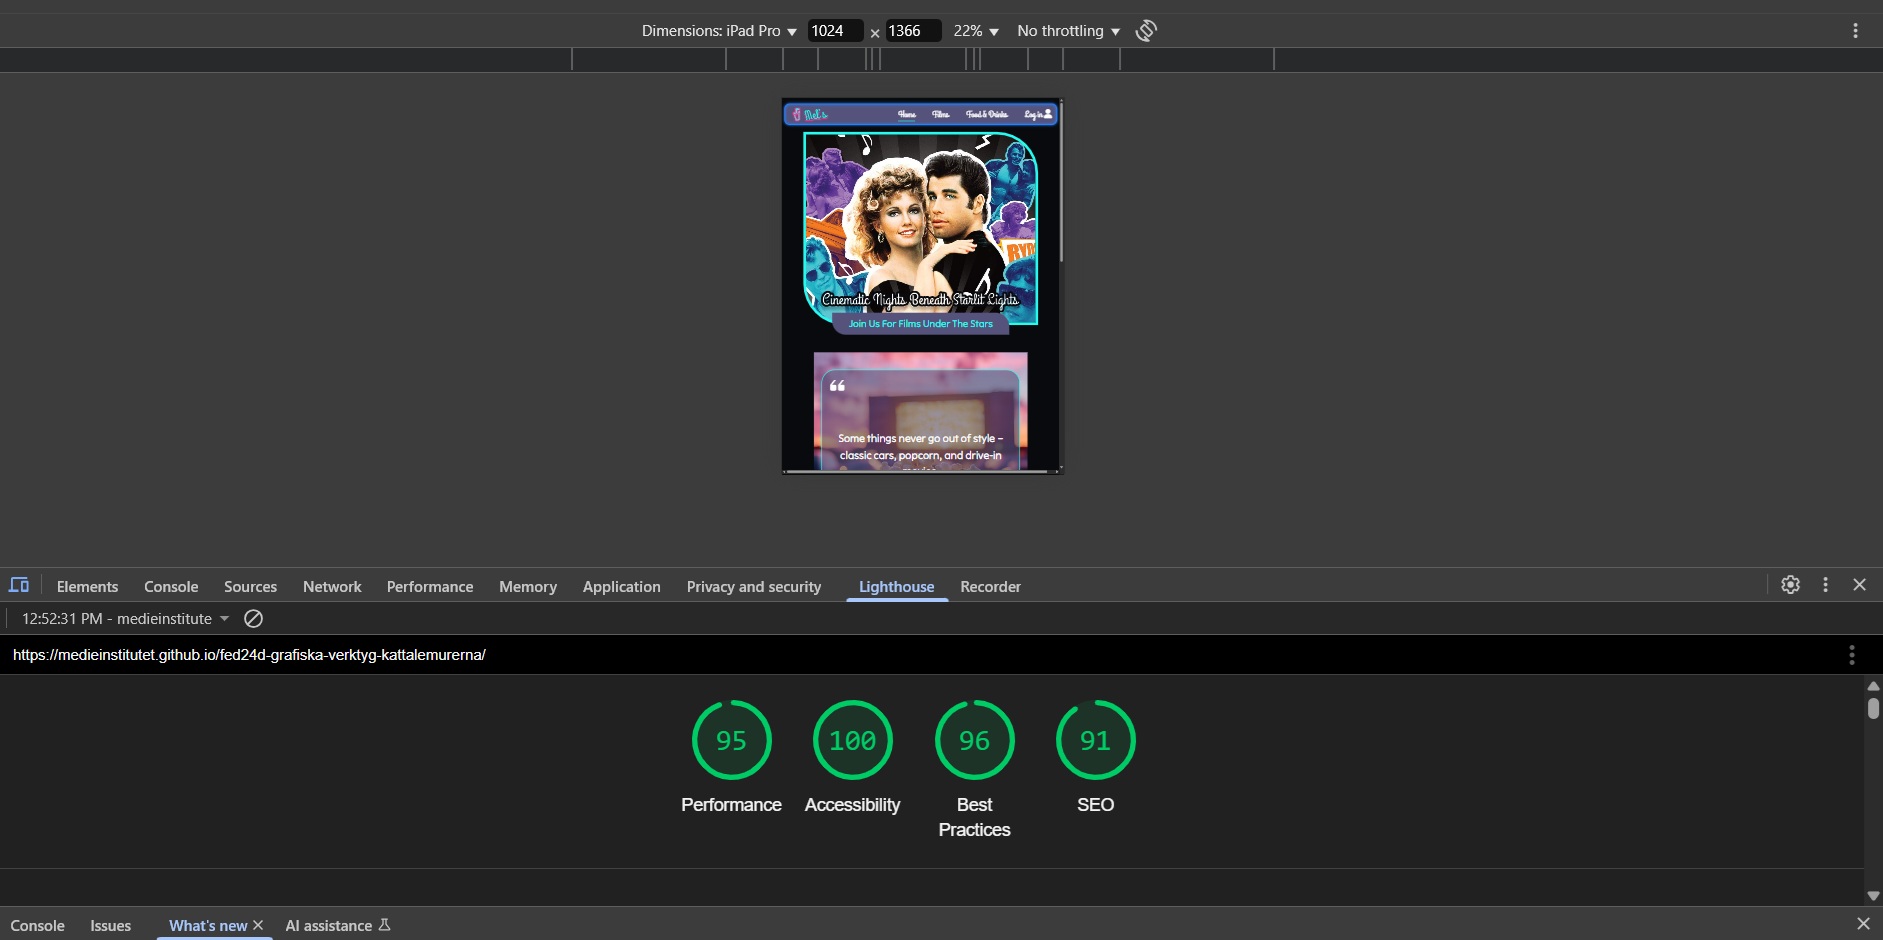 Dimensions: iPad Pro ▼ 1024 × 1366 22% ▼ No throttling ▼
MeE's Home Films Food & Drinks Log in
RYD
Cinematic Nights Beneath Starlit Lights
Join Us For Films Under The Stars
“
Some things never go out of style –
classic cars, popcorn, and drive-in
Elements Console Sources Network Performance Memory Application Privacy and security Lighthouse Recorder
12:52:31 PM - medieinstitute
https://medieinstitutet.github.io/fed24d-grafiska-verktyg-kattalemurerna/
95 100 96 91
Performance Accessibility Best Practices SEO
Console Issues What's new AI assistance